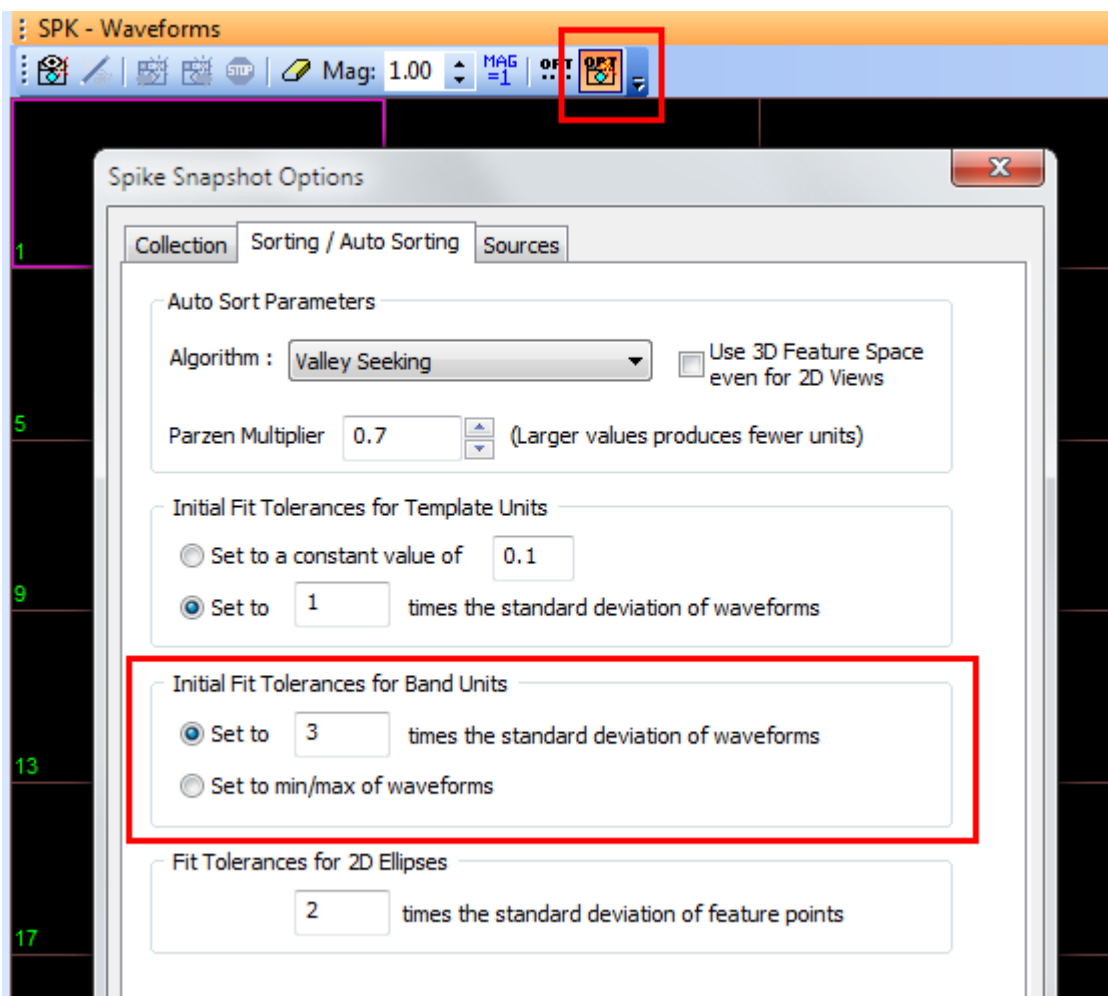 SPK - Waveforms
STOP Mag: 1.00 MAG =1 OPT OPT
Spike Snapshot Options
Collection Sorting / Auto Sorting Sources
1
Auto Sort Parameters
Algorithm : Valley Seeking Use 3D Feature Space
even for 2D Views
5
Parzen Multiplier 0.7 (Larger values produces fewer units)
Initial Fit Tolerances for Template Units
Set to a constant value of 0.1
9
Set to 1 times the standard deviation of waveforms
Initial Fit Tolerances for Band Units
Set to 3 times the standard deviation of waveforms
13
Set to min/max of waveforms
Fit Tolerances for 2D Ellipses
2 times the standard deviation of feature points
17